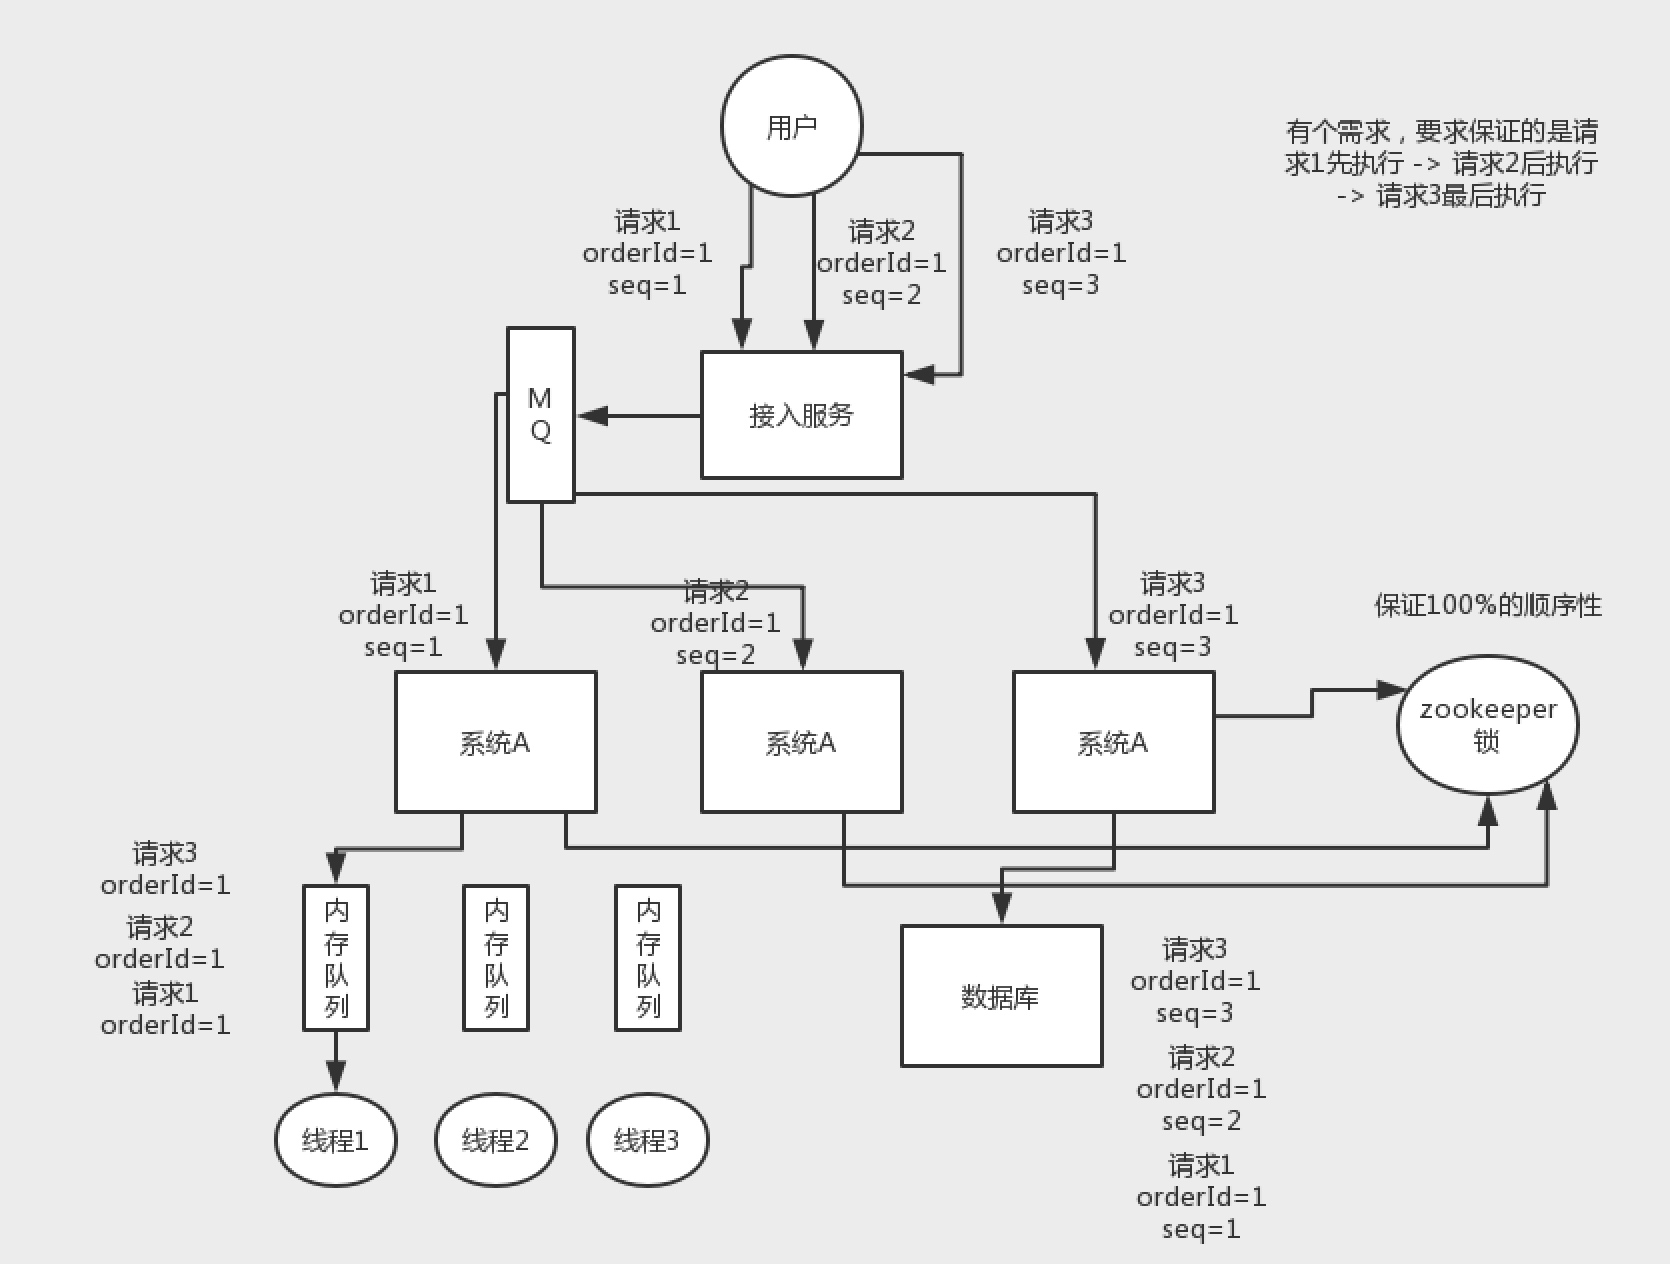 用户
有个需求，要求保证的是请
求1先执行 -> 请求2后执行
-> 请求3最后执行
请求1
orderId=1
seq=1
请求2
orderId=1
seq=2
请求3
orderId=1
seq=3
M
Q
接入服务
请求1
orderId=1
seq=1
请求2
orderId=1
seq=2
请求3
orderId=1
seq=3
保证100%的顺序性
系统A
系统A
系统A
zookeeper
锁
请求3
orderId=1
请求2
orderId=1
请求1
orderId=1
内
存
队
列
内
存
队
列
内
存
队
列
数据库
请求3
orderId=1
seq=3
请求2
orderId=1
seq=2
请求1
orderId=1
seq=1
线程1
线程2
线程3